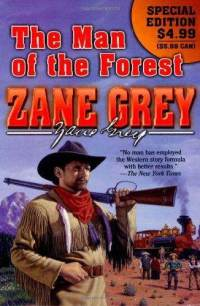 SPECIAL
EDITION
$4.99
($6.99 CAN)
The Man
of the Forest
ZANE GREY
Zane Grey
"No man has employed
the Western story formula
with better results."
—The New York Times